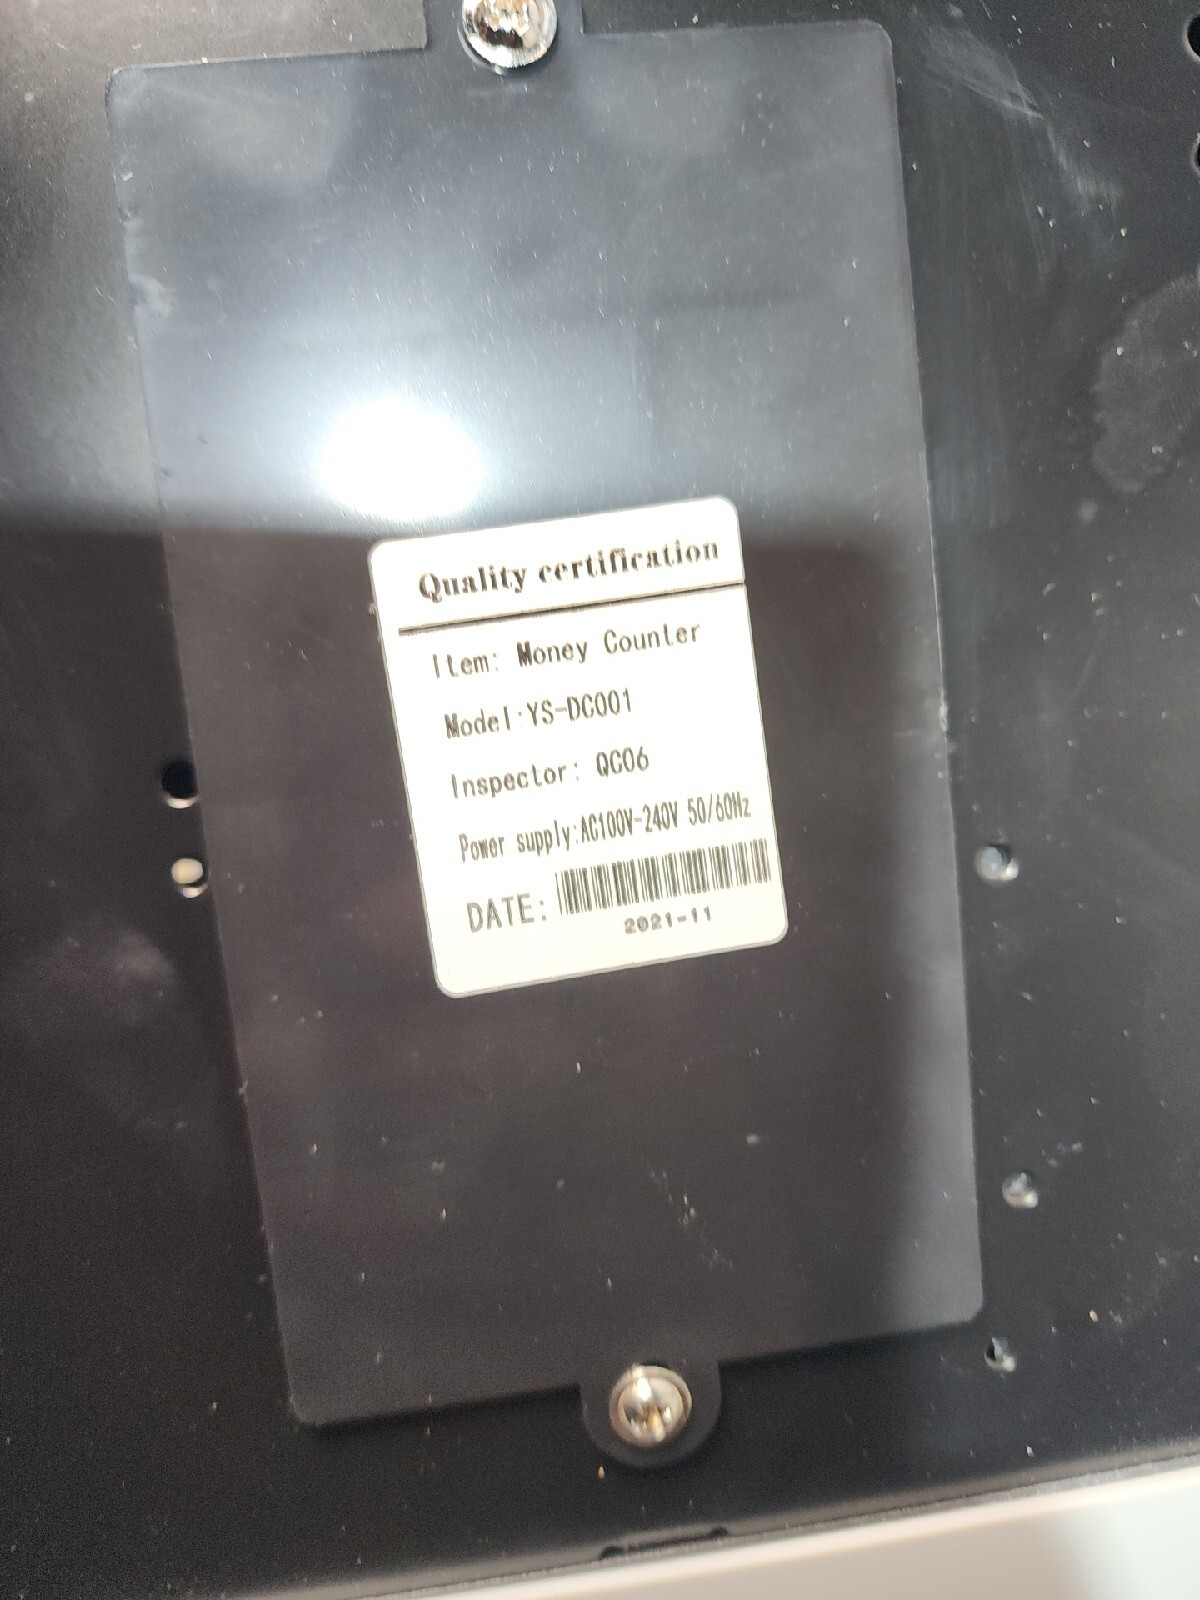 Quality certification
Item: Money Counter
Model:YS-DC001
Inspector: QC06
Power supply:AC100V-240V 50/60Hz
DATE:
2021-11